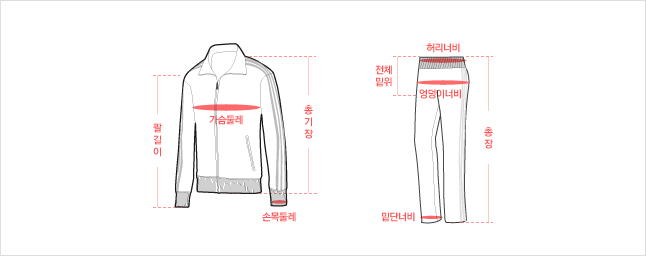 팔길이
가슴둘레
총기장
손목둘레
허리너비
전체
밑위
엉덩이너비
총장
밑단너비